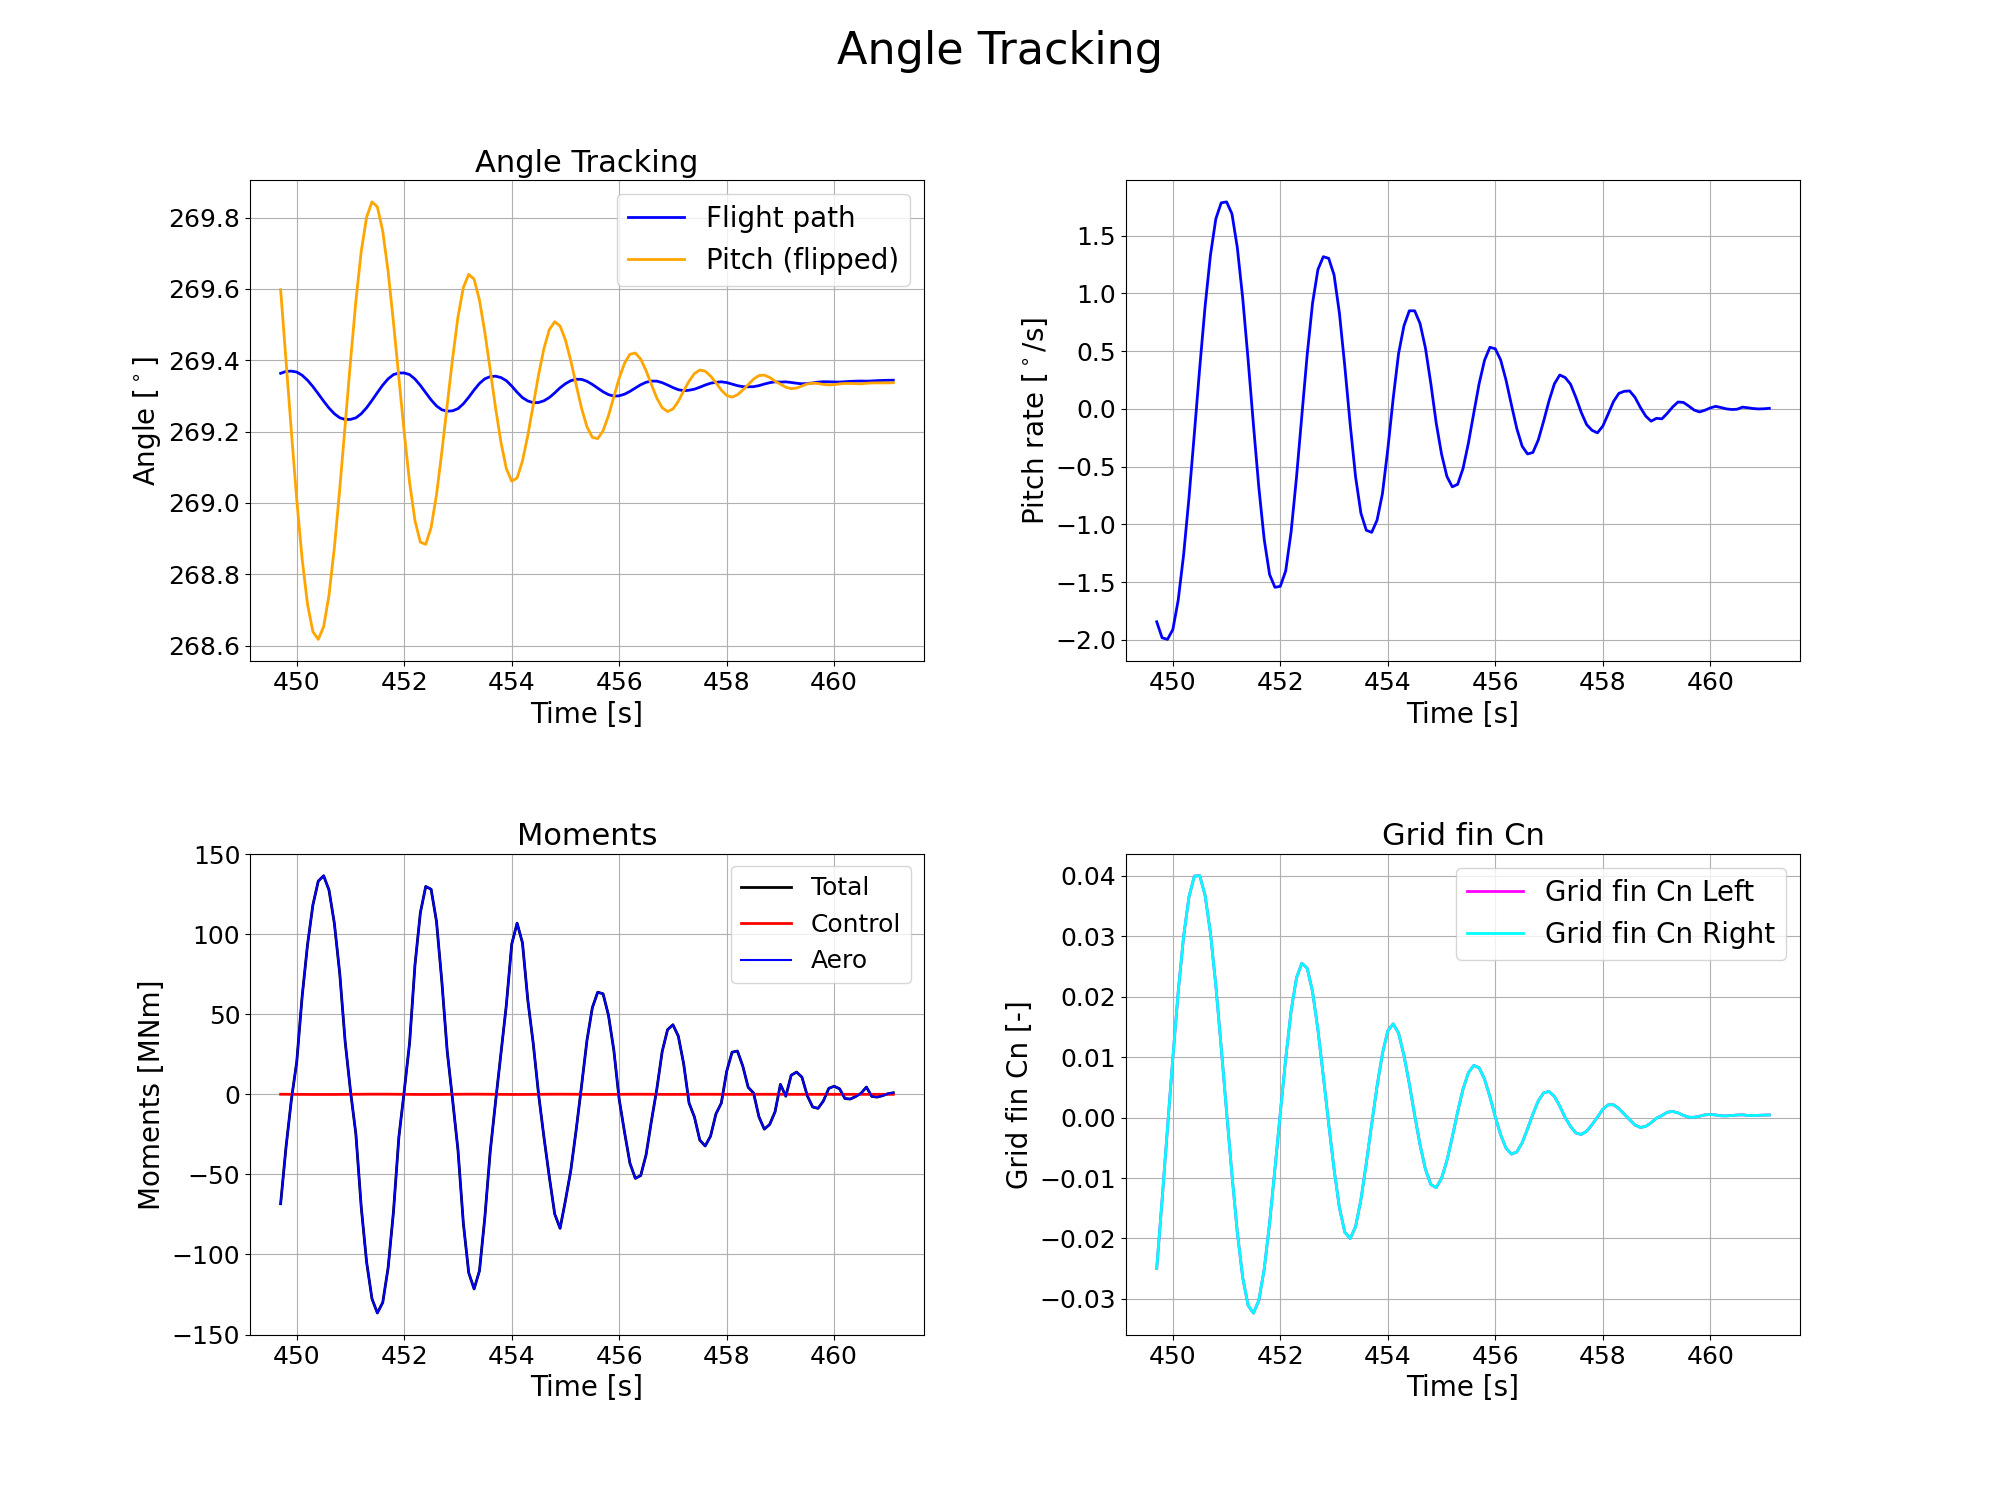 Angle Tracking
Angle Tracking
269.8
269.6
269.4
269.2
269.0
268.8
268.6
Angle [°]
Flight path
Pitch (flipped)
450 452 454 456 458 460
Time [s]
1.5
1.0
0.5
0.0
−0.5
−1.0
−1.5
−2.0
Pitch rate [°/s]
450 452 454 456 458 460
Time [s]
Moments
150
100
50
0
−50
−100
−150
Moments [MNm]
Total
Control
Aero
450 452 454 456 458 460
Time [s]
Grid fin Cn
0.04
0.03
0.02
0.01
0.00
−0.01
−0.02
−0.03
Grid fin Cn [-]
Grid fin Cn Left
Grid fin Cn Right
450 452 454 456 458 460
Time [s]